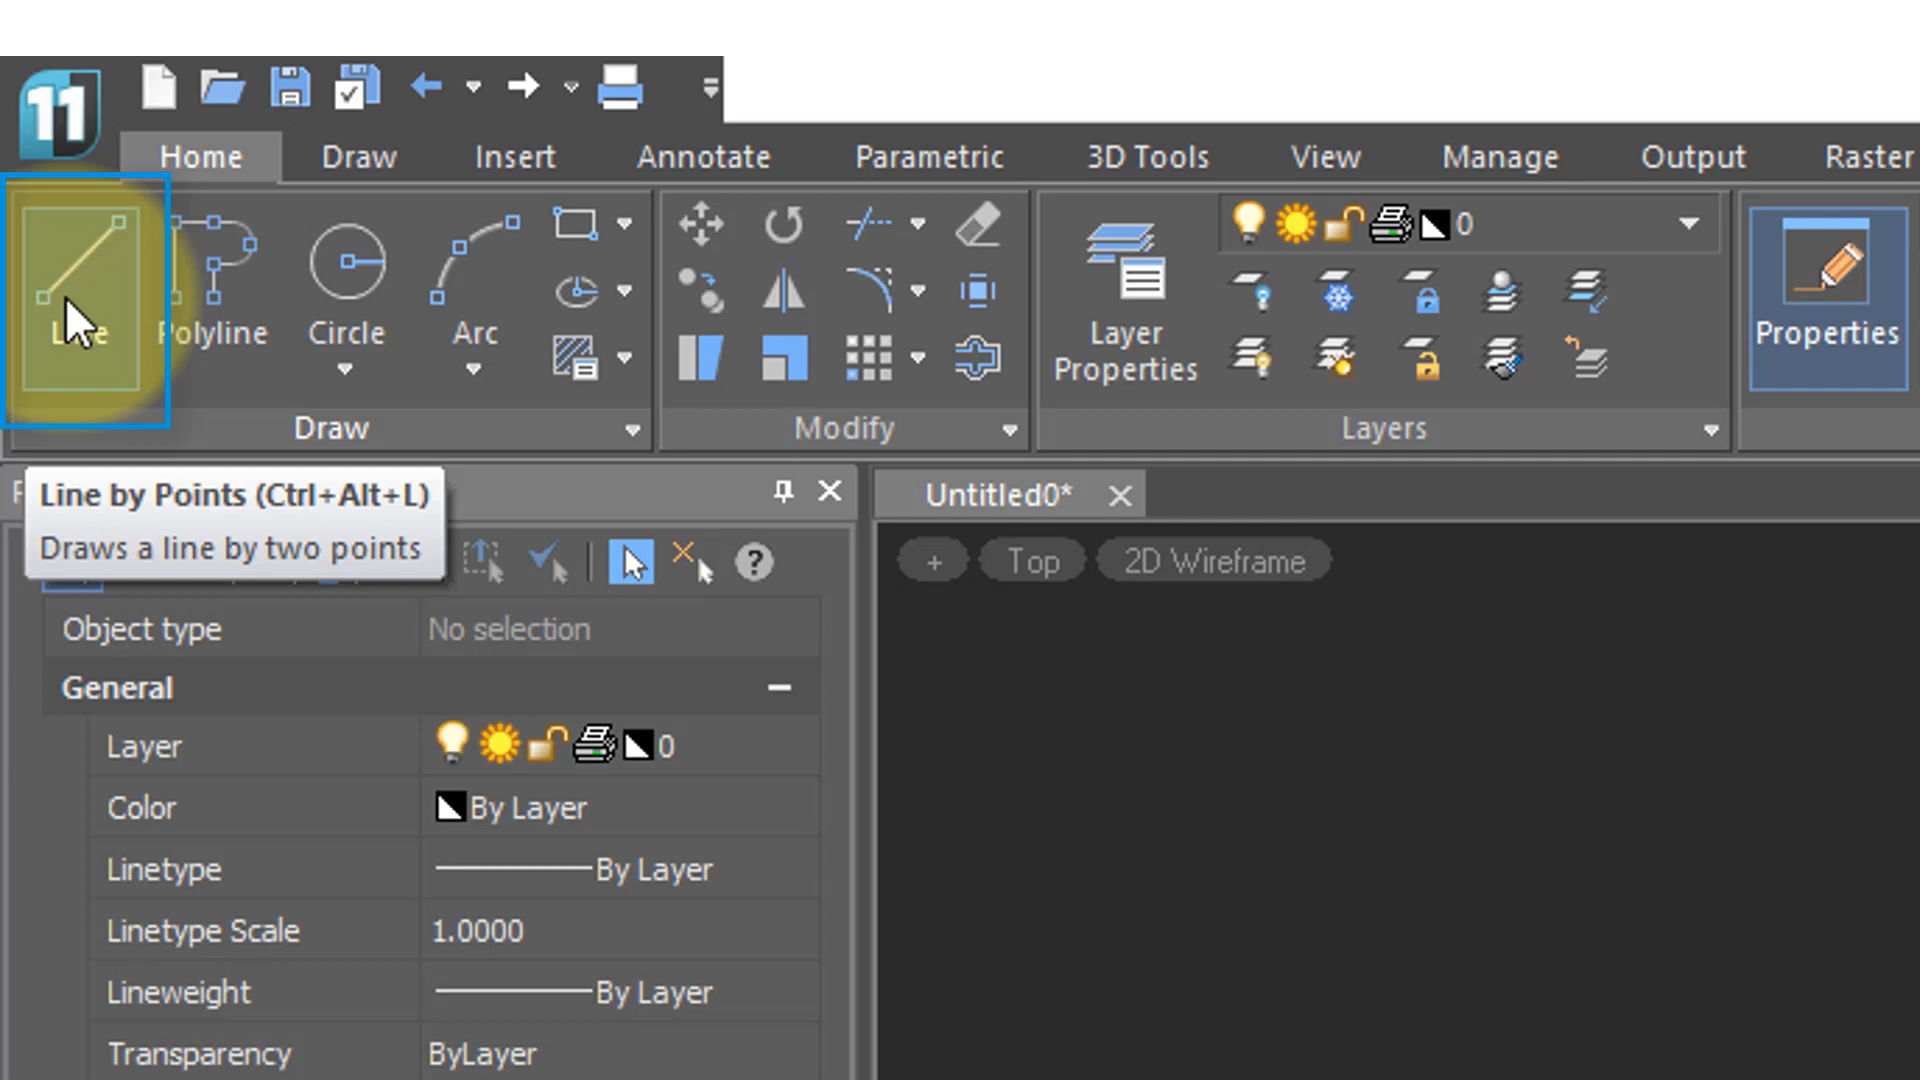 11
Home Draw Insert Annotate Parametric 3D Tools View Manage Output Raster
0
Line Polyline Circle Arc
Layer
Properties
Properties
Draw Modify Layers
Line by Points (Ctrl+Alt+L)
Draws a line by two points
Untitled0*
+ Top 2D Wireframe
?
Object type No selection
General
Layer 0
Color By Layer
Linetype By Layer
Linetype Scale 1.0000
Lineweight By Layer
Transparency ByLayer